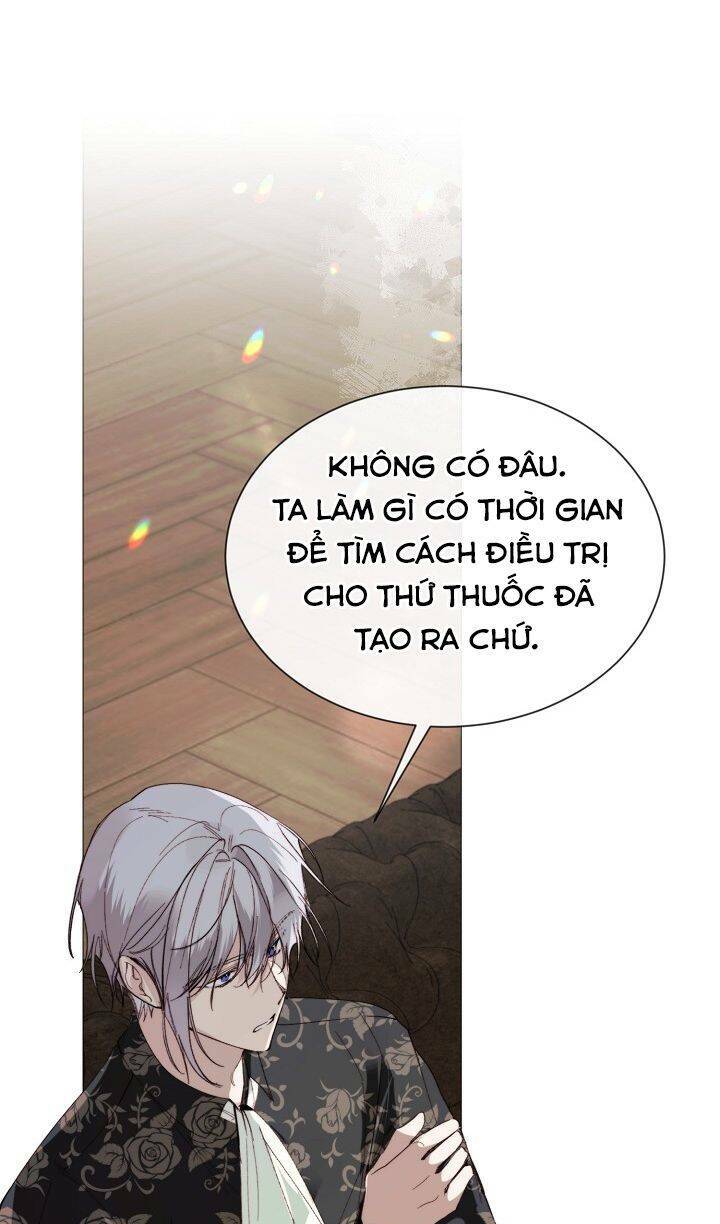 KHÔNG CÓ ĐÂU.
TA LÀM GÌ CÓ THỜI GIAN
ĐỂ TÌM CÁCH ĐIỀU TRỊ
CHO THỨ THUỐC ĐÃ
TẠO RA CHỨ.